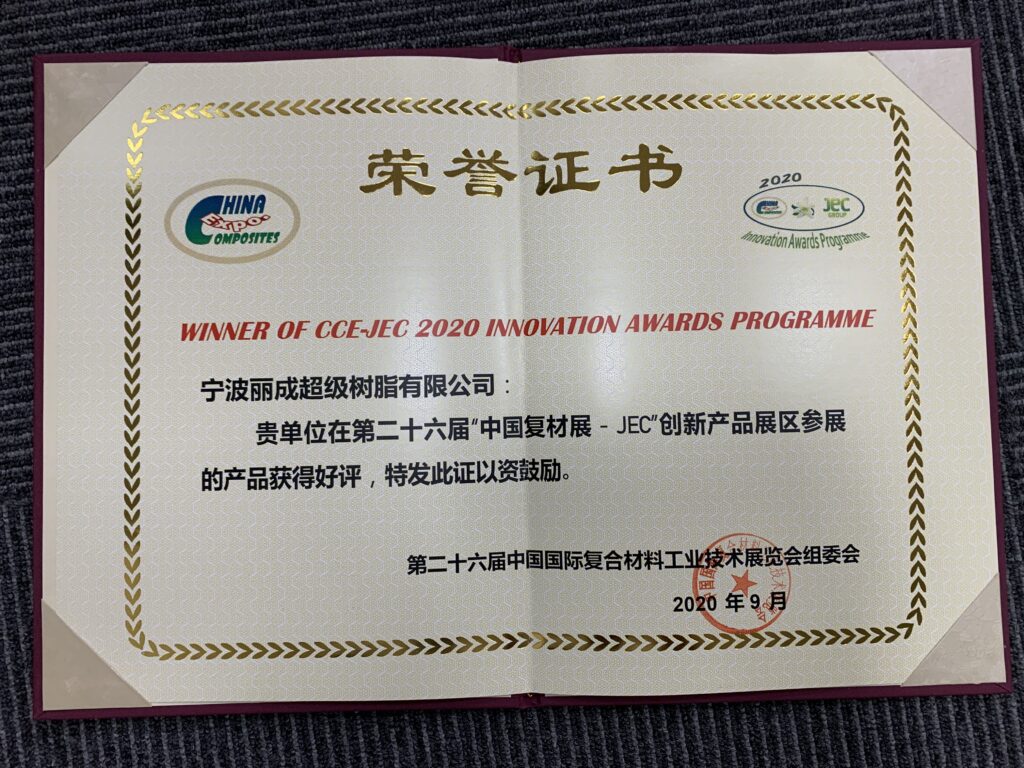 荣誉证书
CHINA
Expo.
COMPOSITES
2020
CHINA
Expo.
COMPOSITES
JEC
GROUP
Innovation Awards Programme
WINNER OF CCE-JEC 2020 INNOVATION AWARDS PROGRAMME
宁波丽成超级树脂有限公司:
贵单位在第二十六届“中国复材展 - JEC”创新产品展区参展
的产品获得好评,特发此证以资鼓励。
第二十六届中国国际复合材料工业技术展览会组委会
2020 年 9 月